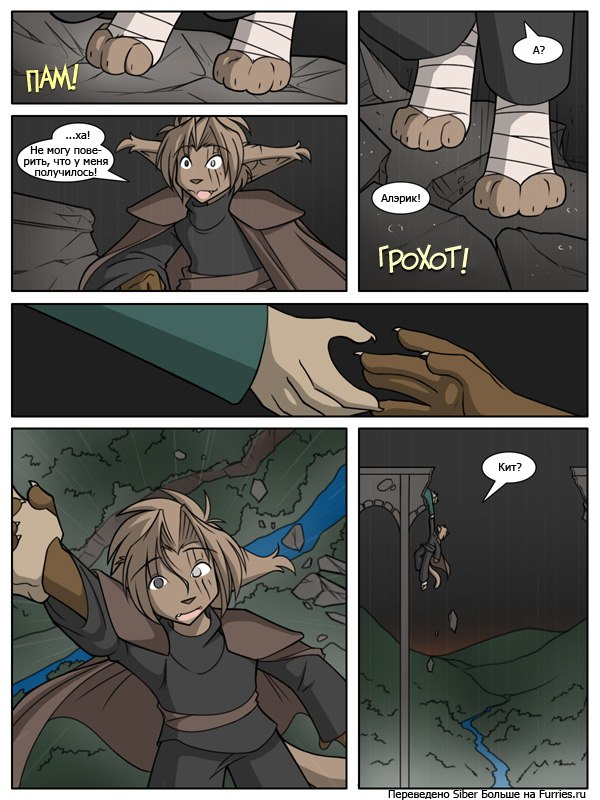 ПАМ!
...ха!
Не могу пове-
рить, что у меня
получилось!
А?
Алэрик!
ГРОХОТ!
Кит?
Переведено Siber Больше на Furries.ru